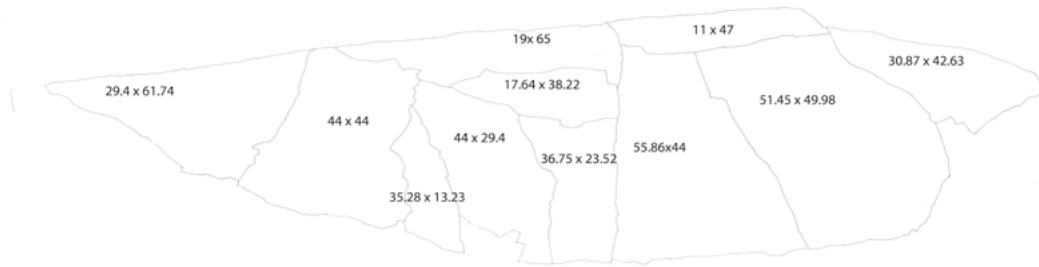 11 x 47
19x 65
30.87 x 42.63
17.64 x 38.22
29.4 x 61.74
51.45 x 49.98
44 x 44
44 x 29.4
55.86x44
36.75 x 23.52
35.28 x 13.23